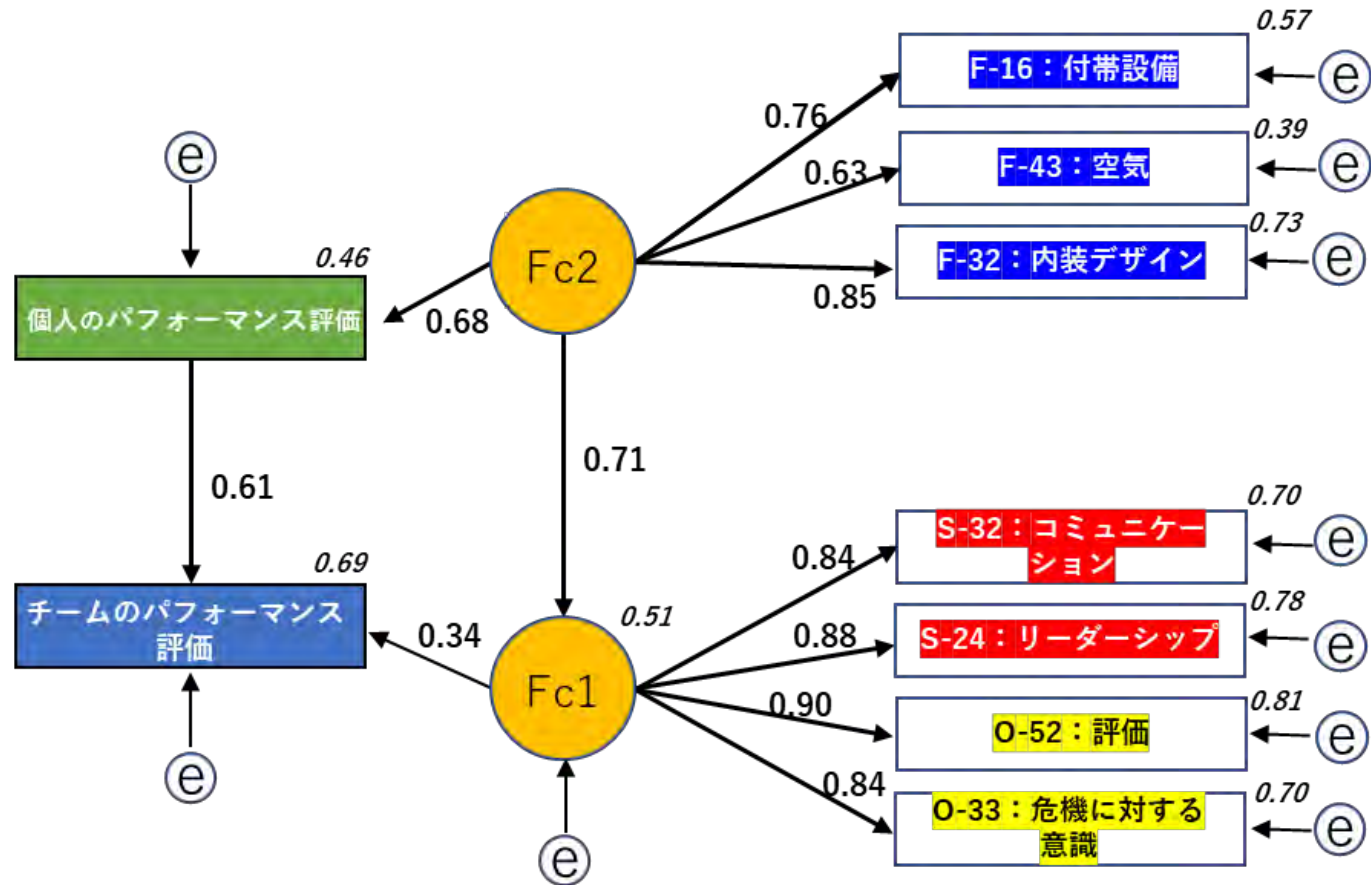 0.57
F-16：付帯設備
e
0.76
0.39
e
F-43：空気
e
0.63
0.73
F-32：内装デザイン
e
0.85
Fc2
0.46
個人のパフォーマンス評価
0.68
0.71
0.61
0.70
S-32：コミュニケー
ション
e
0.84
0.69
チームのパフォーマンス
評価
0.34
0.51
Fc1
0.78
S-24：リーダーシップ
e
0.88
0.81
O-52：評価
e
0.90
0.70
O-33：危機に対する
意識
e
0.84
e
e